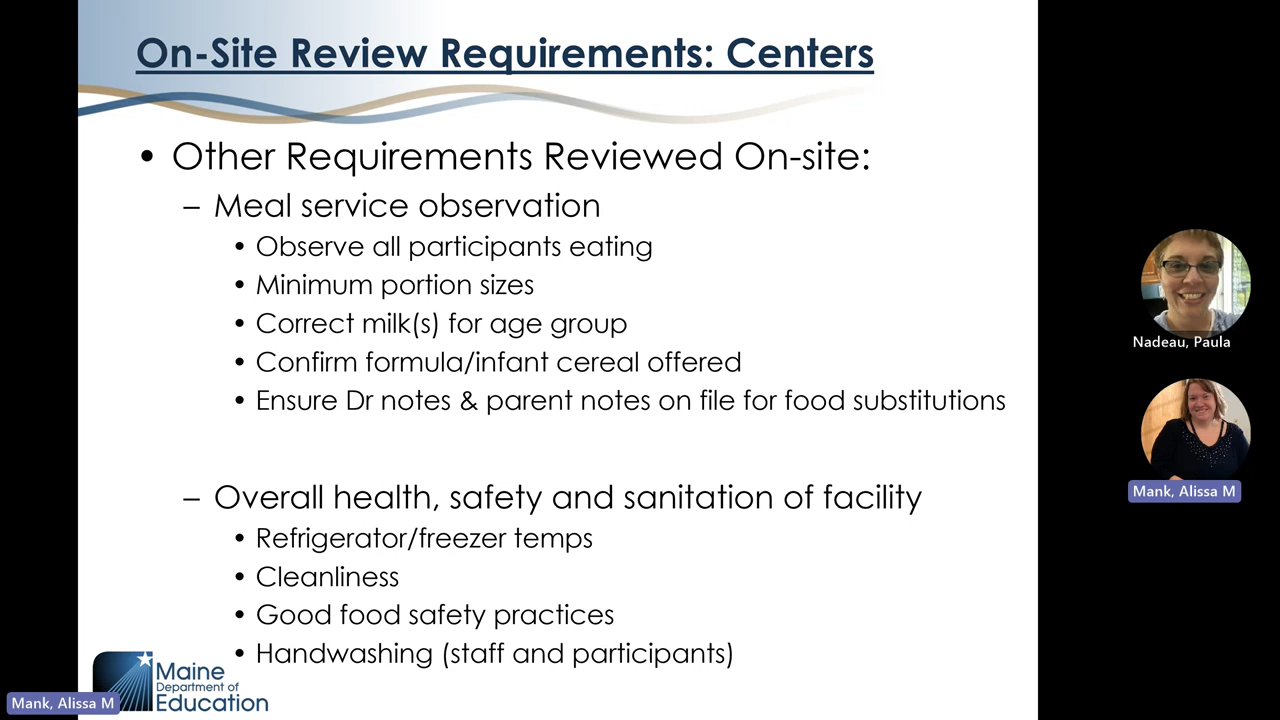 On-Site Review Requirements: Centers
• Other Requirements Reviewed On-site:
– Meal service observation
• Observe all participants eating
• Minimum portion sizes
• Correct milk(s) for age group
• Confirm formula/infant cereal offered
• Ensure Dr notes & parent notes on file for food substitutions
– Overall health, safety and sanitation of facility
• Refrigerator/freezer temps
• Cleanliness
• Good food safety practices
• Handwashing (staff and participants)
Maine
Department of
Education
Mank, Alissa M
Nadeau, Paula
Mank, Alissa M